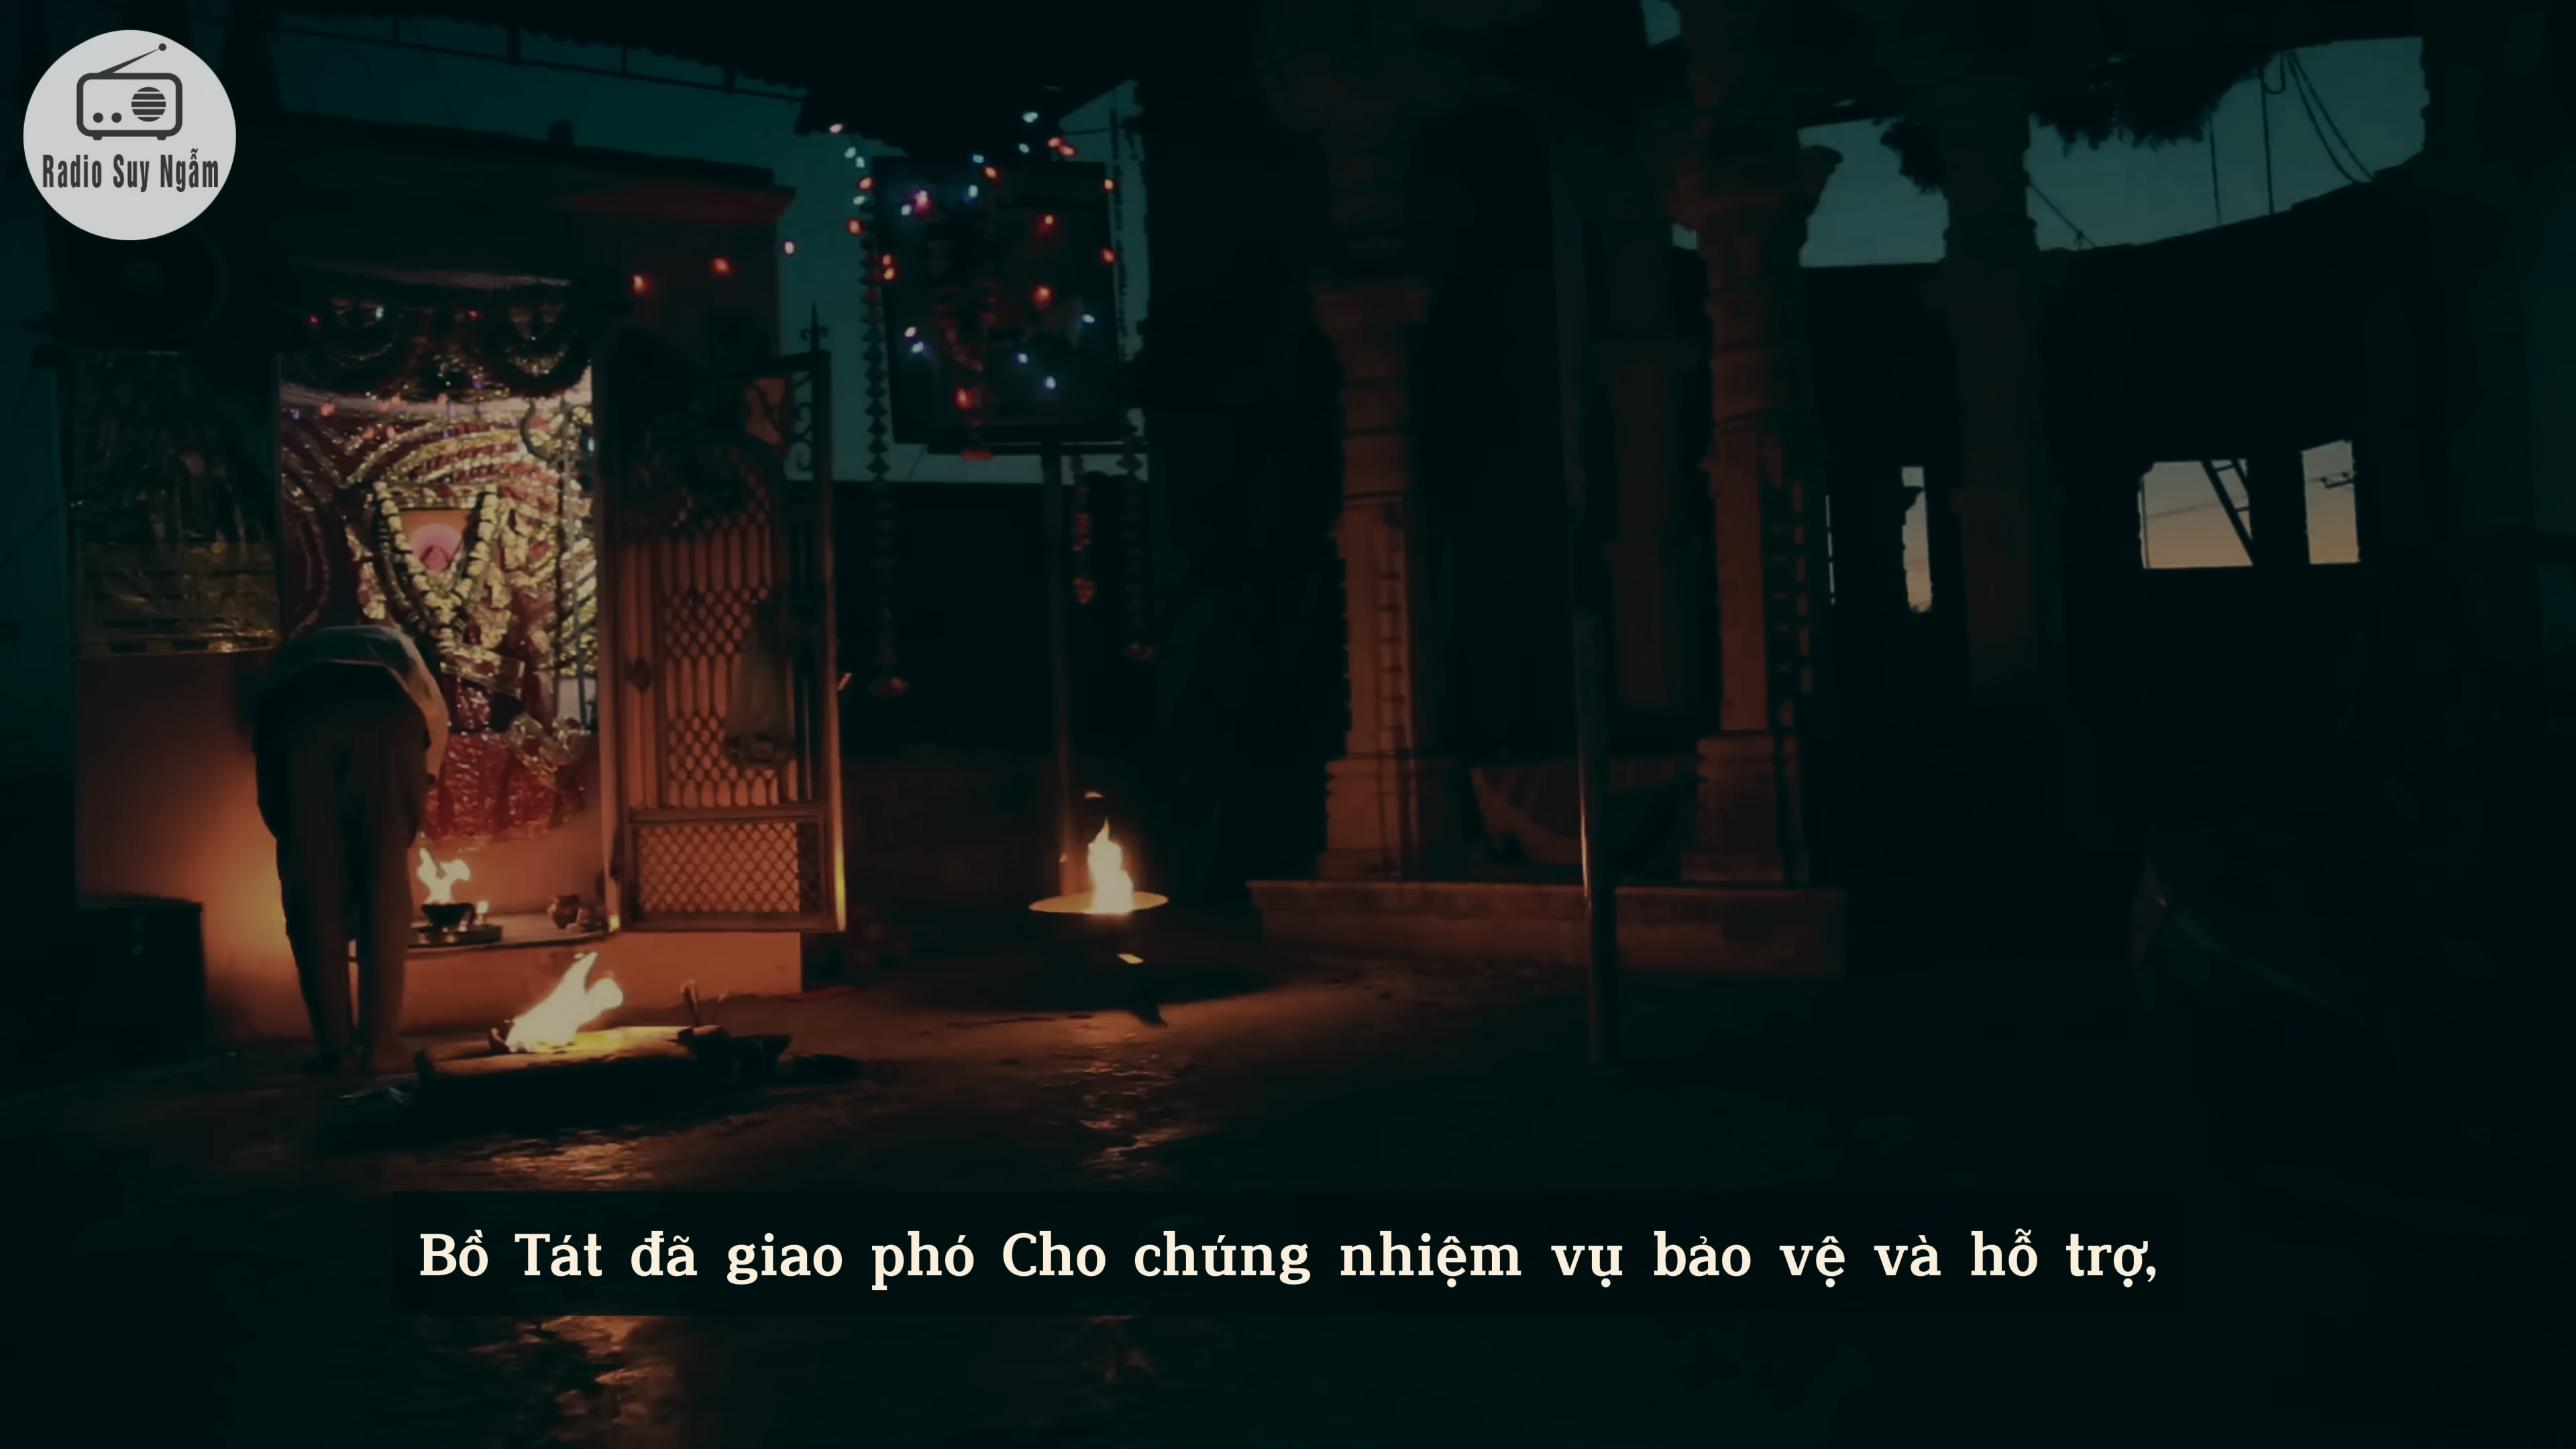 Radio Suy Ngẫm
Bồ Tát đã giao phó Cho chúng nhiệm vụ bảo vệ và hỗ trợ,